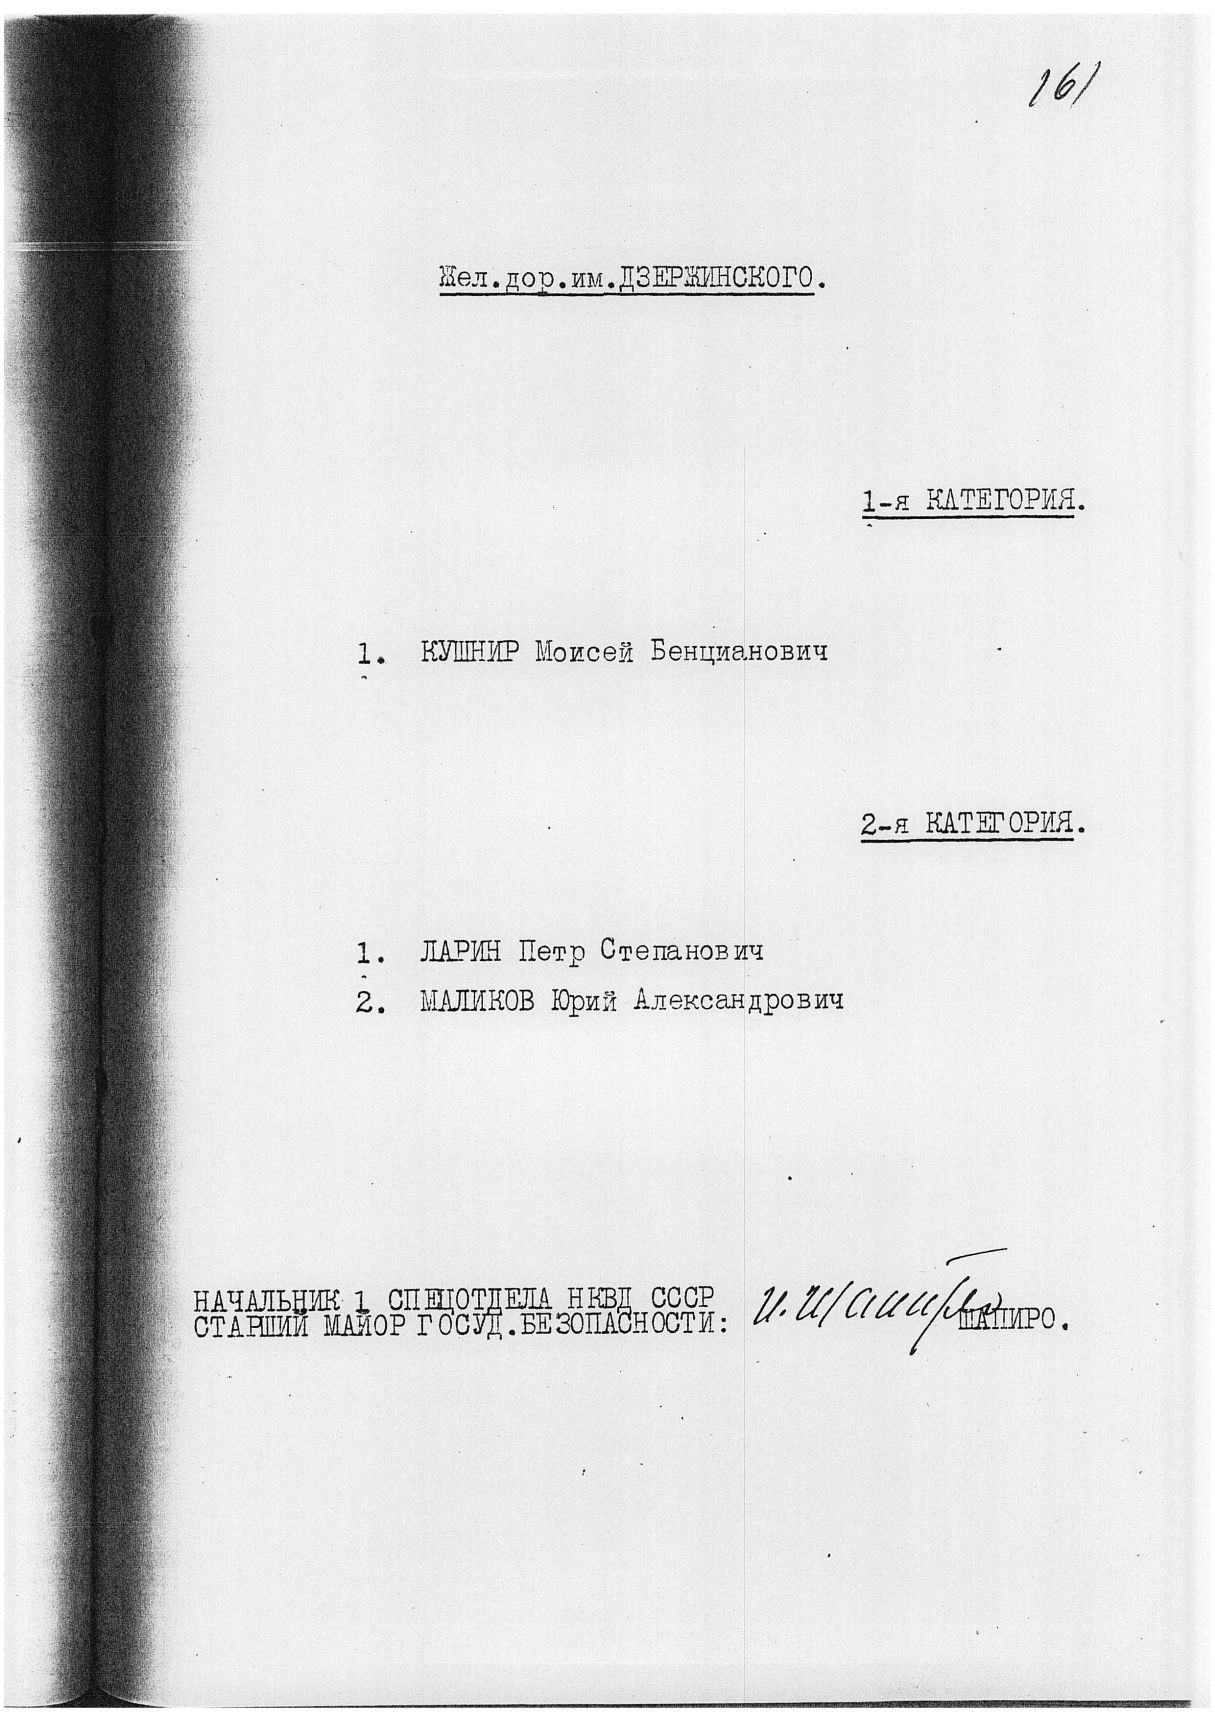 161
Жел.дор.им.ДЗЕРЖИНСКОГО.
1-я КАТЕГОРИЯ.
1. КУШНИР Моисей Бенцианович
2-я КАТЕГОРИЯ.
1. ЛАРИН Петр Степанович
2. МАЛИКОВ Юрий Александрович
НАЧАЛЬНИК 1 СПЕЦОТДЕЛА НКВД СССР
СТАРШИЙ МАЙОР ГОСУД.БЕЗОПАСНОСТИ: И. Шапиро ШАПИРО.